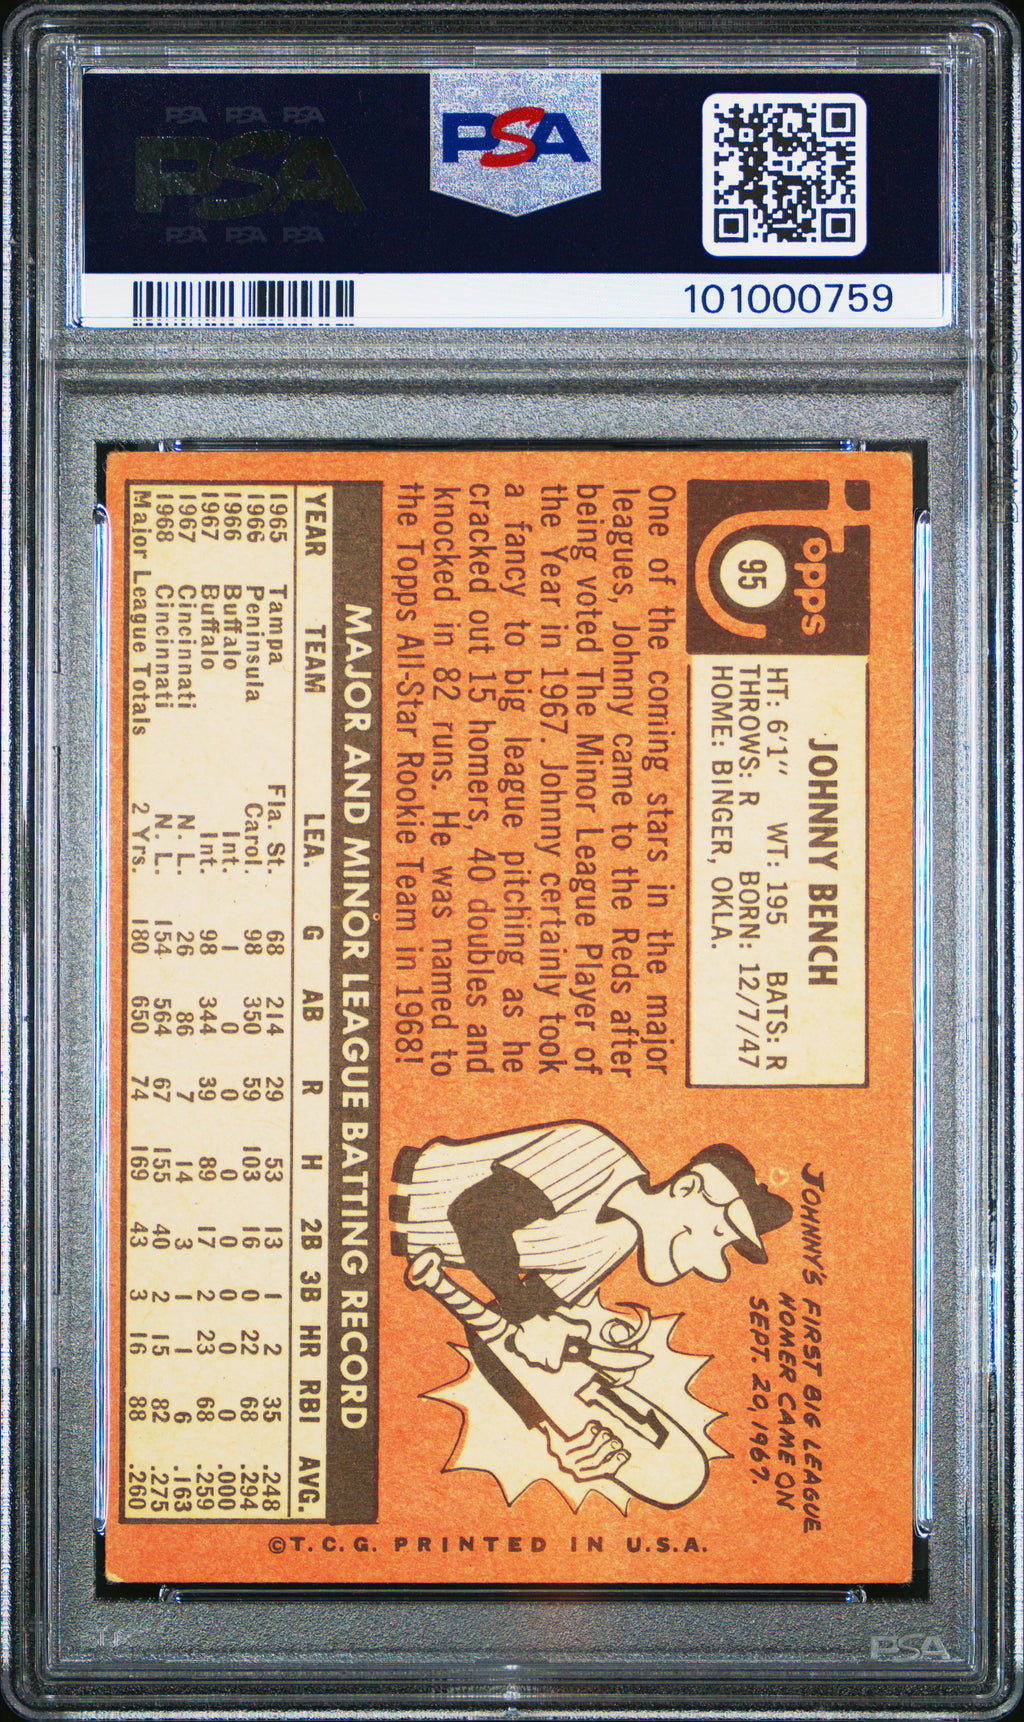 PSA PSA PSA
PSA
PSA PSA PSA
PSA
101000759
Topps
95
JOHNNY BENCH
HT: 6'1" WT: 195 BATS: R
THROWS: R BORN: 12/7/47
HOME: BINGER, OKLA.
One of the coming stars in the major
leagues, Johnny came to the Reds after
being voted The Minor League Player of
the Year in 1967. Johnny certainly took
a fancy to big league pitching as he
cracked out 15 homers, 40 doubles and
knocked in 82 runs. He was named to
the Topps All-Star Rookie Team in 1968!
JOHNNY'S FIRST BIG LEAGUE
HOMER CAME ON
SEPT. 20, 1967.
MAJOR AND MINOR LEAGUE BATTING RECORD
YEAR TEAM LEA. G AB R H 2B 3B HR RBI AVG.
1965 Tampa Fla. St. 68 214 29 53 13 1 2 35 .248
1966 Peninsula Carol. 98 350 59 103 16 0 22 68 .294
1966 Buffalo Int. 1 0 0 0 0 0 0 0 .000
1967 Buffalo Int. 98 344 39 89 17 2 23 68 .259
1967 Cincinnati N. L. 26 86 7 14 3 1 1 6 .163
1968 Cincinnati N. L. 154 564 67 155 40 2 15 82 .275
Major League Totals 2 Yrs. 180 650 74 169 43 3 16 88 .260
©T.C.G. PRINTED IN U.S.A.
PSA